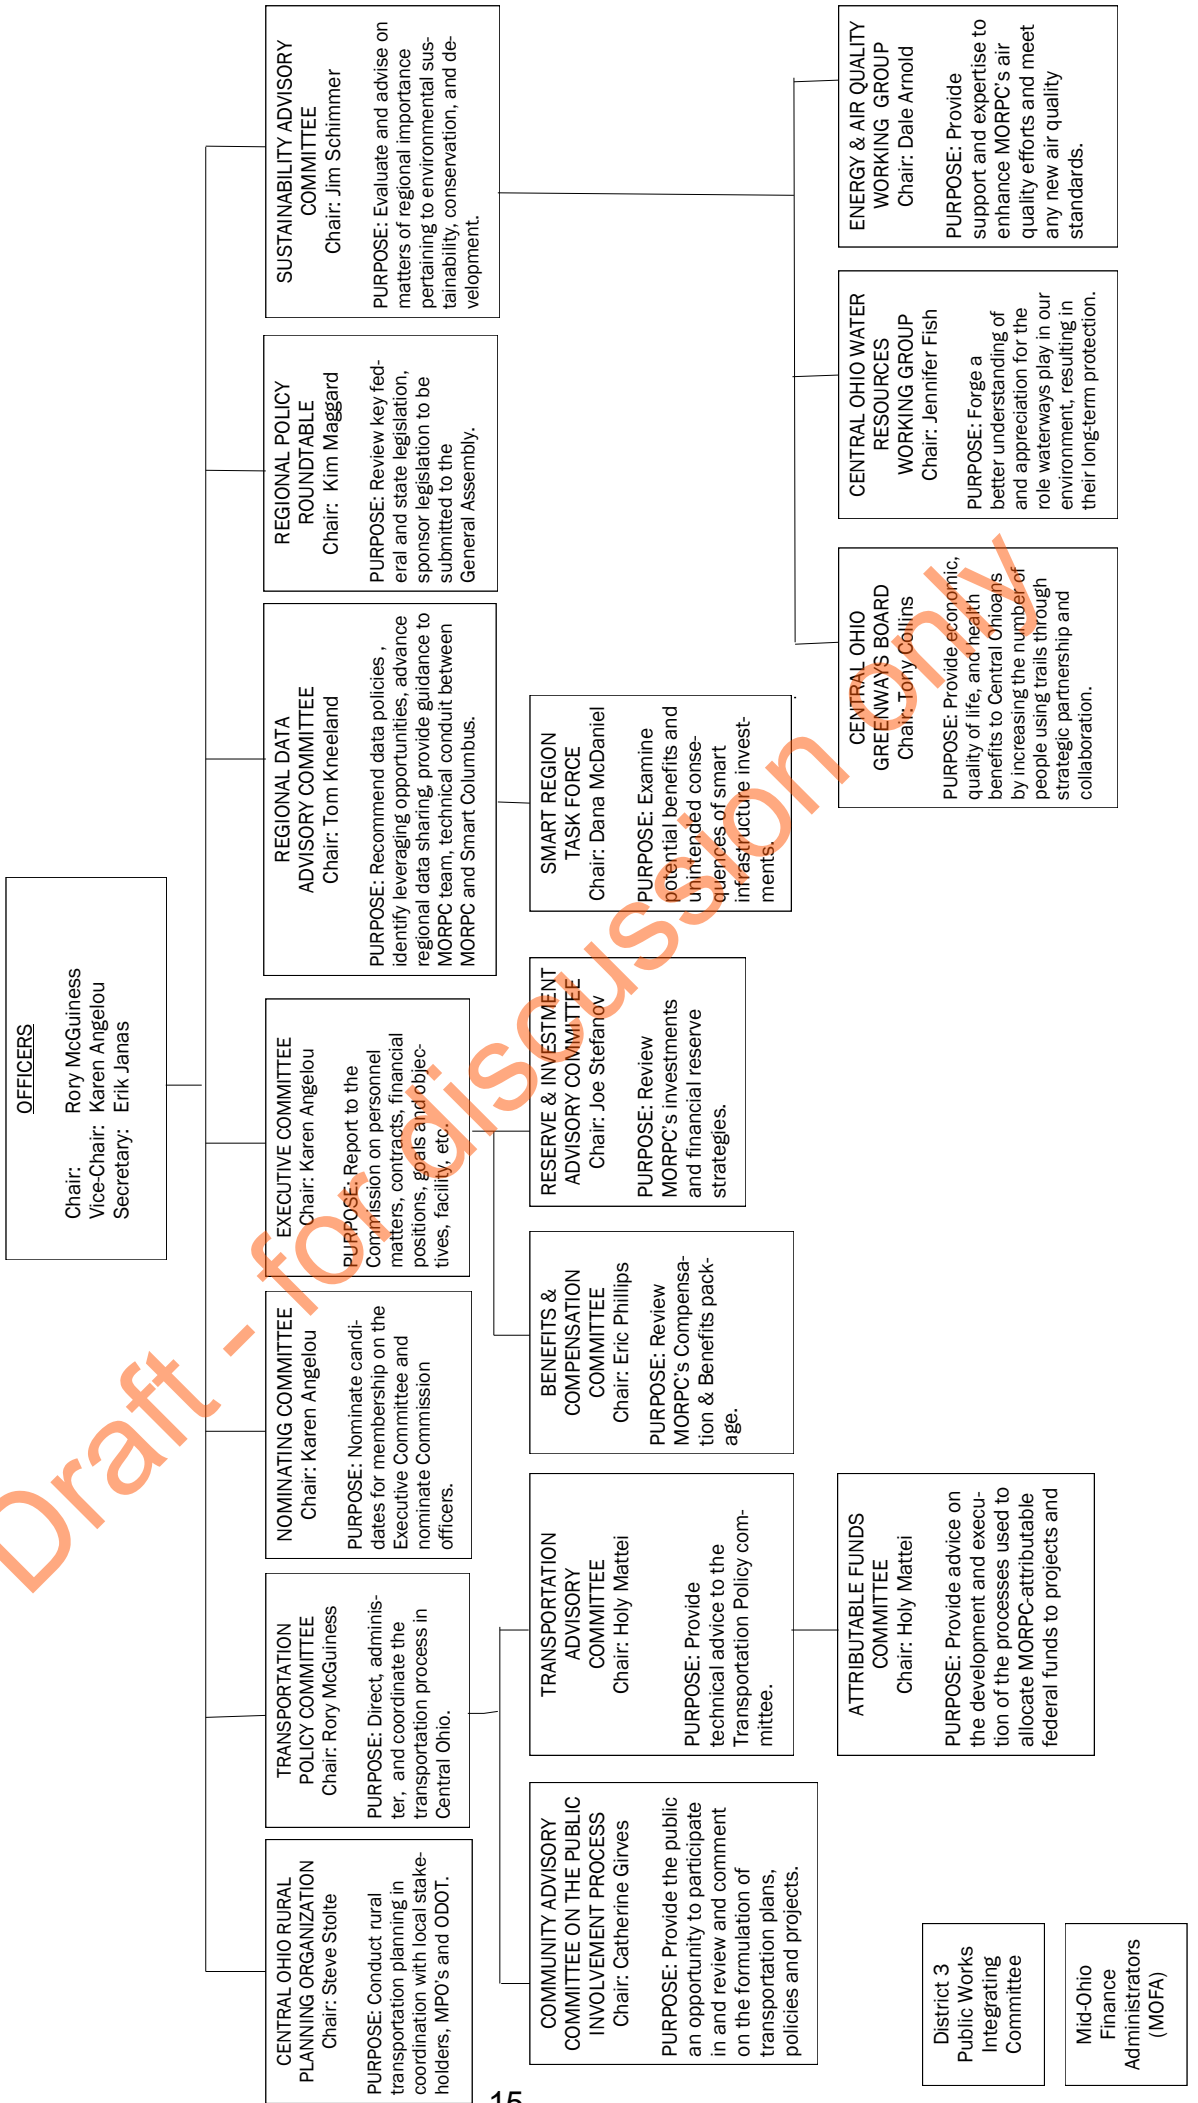 OFFICERS
Chair: Rory McGuiness
Vice-Chair: Karen Angelou
Secretary: Erik Janas
CENTRAL OHIO RURAL
PLANNING ORGANIZATION
Chair: Steve Stolte
PURPOSE: Conduct rural
transportation planning in
coordination with local stake-
holders, MPO's and ODOT.
TRANSPORTATION
POLICY COMMITTEE
Chair: Rory McGuiness
PURPOSE: Direct, adminis-
ter, and coordinate the
transportation process in
Central Ohio.
NOMINATING COMMITTEE
Chair: Karen Angelou
PURPOSE: Nominate candi-
dates for membership on the
Executive Committee and
nominate Commission
officers.
EXECUTIVE COMMITTEE
Chair: Karen Angelou
PURPOSE: Report to the
Commission on personnel
matters, contracts, financial
positions, goals and objec-
tives, facility, etc.
REGIONAL DATA
ADVISORY COMMITTEE
Chair: Tom Kneeland
PURPOSE: Recommend data policies ,
identify leveraging opportunities, advance
regional data sharing, provide guidance to
MORPC team, technical conduit between
MORPC and Smart Columbus.
REGIONAL POLICY
ROUNDTABLE
Chair: Kim Maggard
PURPOSE: Review key fed-
eral and state legislation,
sponsor legislation to be
submitted to the
General Assembly.
SUSTAINABILITY ADVISORY
COMMITTEE
Chair: Jim Schimmer
PURPOSE: Evaluate and advise on
matters of regional importance
pertaining to environmental sus-
tainability, conservation, and de-
velopment.
COMMUNITY ADVISORY
COMMITTEE ON THE PUBLIC
INVOLVEMENT PROCESS
Chair: Catherine Girves
PURPOSE: Provide the public
an opportunity to participate
in and review and comment
on the formulation of
transportation plans,
policies and projects.
TRANSPORTATION
ADVISORY
COMMITTEE
Chair: Holy Mattei
PURPOSE: Provide
technical advice to the
Transportation Policy com-
mittee.
BENEFITS &
COMPENSATION
COMMITTEE
Chair: Eric Phillips
PURPOSE: Review
MORPC's Compensa-
tion & Benefits pack-
age.
RESERVE & INVESTMENT
ADVISORY COMMITTEE
Chair: Joe Stefanov
PURPOSE: Review
MORPC's investments
and financial reserve
strategies.
SMART REGION
TASK FORCE
Chair: Dana McDaniel
PURPOSE: Examine
potential benefits and
unintended conse-
quences of smart
infrastructure invest-
ments.
ATTRIBUTABLE FUNDS
COMMITTEE
Chair: Holy Mattei
PURPOSE: Provide advice on
the development and execu-
tion of the processes used to
allocate MORPC-attributable
federal funds to projects and
CENTRAL OHIO
GREENWAYS BOARD
Chair: Tony Collins
PURPOSE: Provide economic,
quality of life, and health
benefits to Central Ohioans
by increasing the number of
people using trails through
strategic partnership and
collaboration.
CENTRAL OHIO WATER
RESOURCES
WORKING GROUP
Chair: Jennifer Fish
PURPOSE: Forge a
better understanding of
and appreciation for the
role waterways play in our
environment, resulting in
their long-term protection.
ENERGY & AIR QUALITY
WORKING GROUP
Chair: Dale Arnold
PURPOSE: Provide
support and expertise to
enhance MORPC's air
quality efforts and meet
any new air quality
standards.
District 3
Public Works
Integrating
Committee
Mid-Ohio
Finance
Administrators
(MOFA)
Draft - for discussion only
15